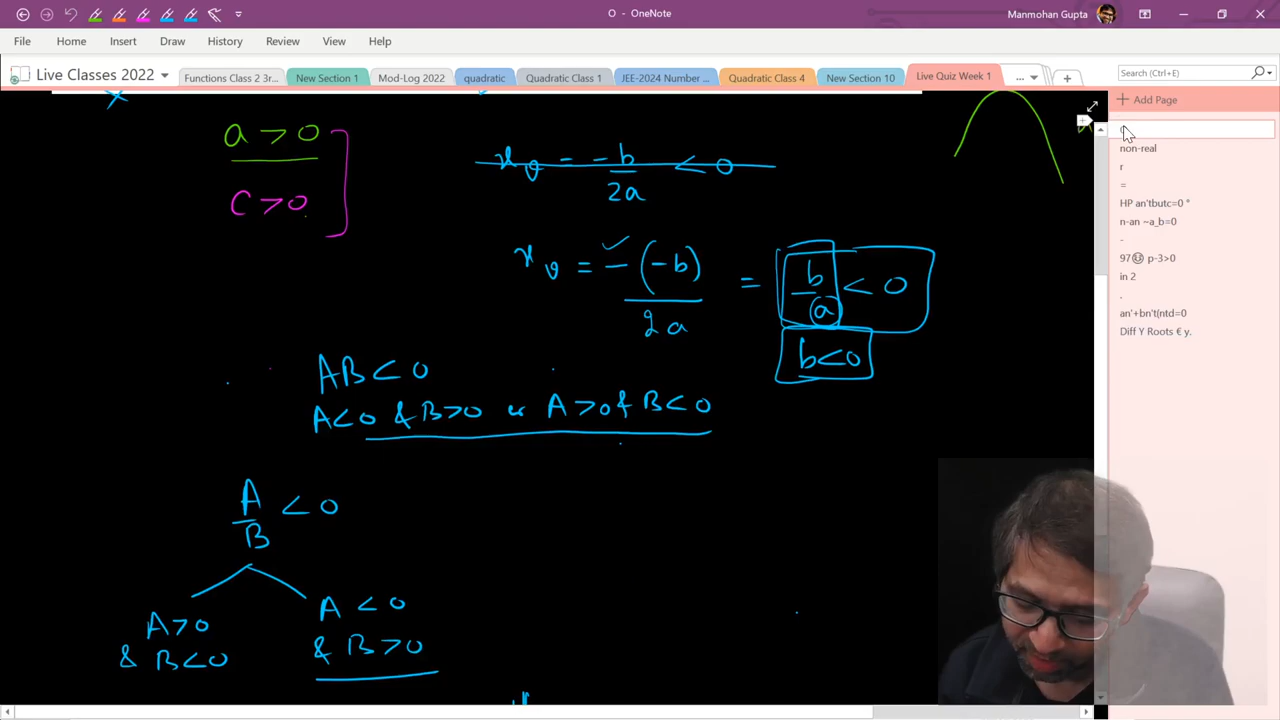 O - OneNote
Manmohan Gupta
File Home Insert Draw History Review View Help
Live Classes 2022
Functions Class 2 3r...
New Section 1
Mod-Log 2022
quadratic
Quadratic Class 1
JEE-2024 Number ...
Quadratic Class 4
New Section 10
Live Quiz Week 1
...
Search (Ctrl+E)
Add Page
non-real
r
=
HP an'tbutc=0 *
n-an ~a_b=0
-
97☹ p-3>0
in 2
.
an'+bn't(ntd=0
Diff Y Roots € y.
a > 0
c > 0
x_v = -b/2a < 0
x_v = -(-b)/2a = b/a < 0
b < 0
AB < 0
A < 0 & B > 0 or A > 0 & B < 0
A/B < 0
A > 0
& B < 0
A < 0
& B > 0